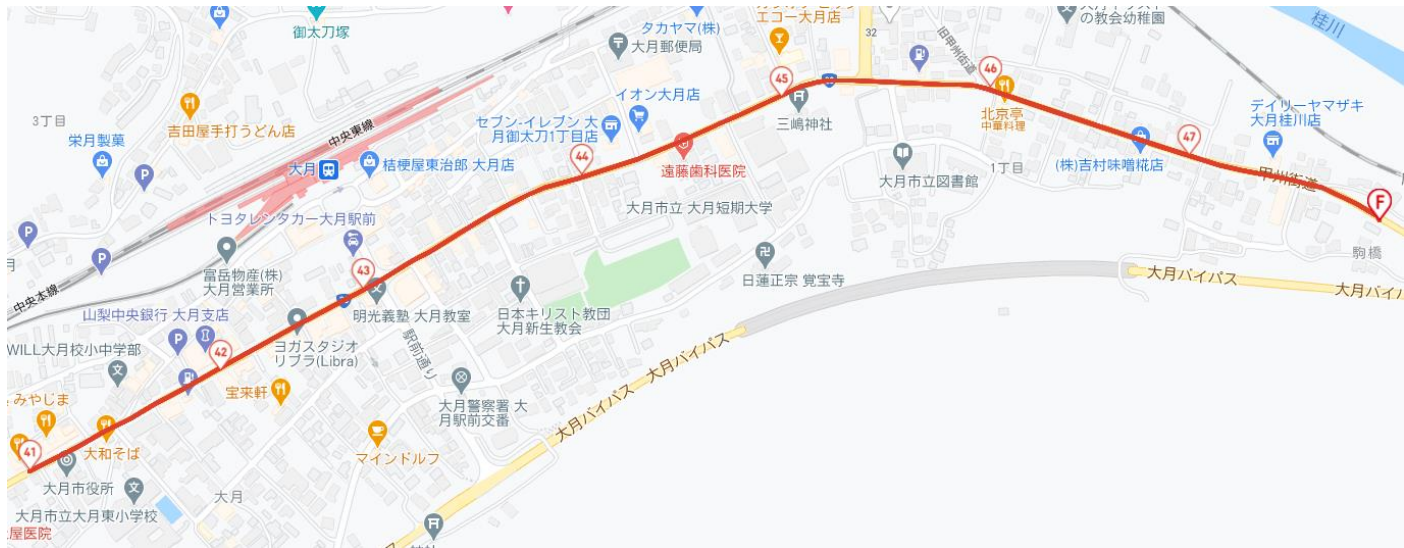 御太刀塚
タカヤマ(株)
大月郵便局
エコー大月店
32
の教会幼稚園
桂川
旧甲州街道
3丁目
栄月製菓
吉田屋手打うどん店
中央東線
イオン大月店
セブン-イレブン 大
月御太刀1丁目店
45
46
三嶋神社
北京亭
中華料理
デイリーヤマザキ
大月桂川店
大月
桔梗屋東治郎 大月店
44
遠藤歯科医院
大月市立図書館
1丁目
(株)吉村味噌糀店
47
甲州街道
F
駒橋
トヨタレンタカー大月駅前
大月市立 大月短期大学
富岳物産(株)
大月営業所
43
中央本線
日蓮正宗 覚宝寺
大月バイパス
大月バイパス
山梨中央銀行 大月支店
明光義塾 大月教室
日本キリスト教団
大月新生教会
WILL大月校小中学部
42
ヨガスタジオ
リブラ(Libra)
駅前通り
大月バイパス
大月バイパス
みやじま
宝来軒
大月警察署 大
月駅前交番
41
大和そば
マインドルフ
大月市役所
大月
大月市立大月東小学校
屋医院
P
P
P
P